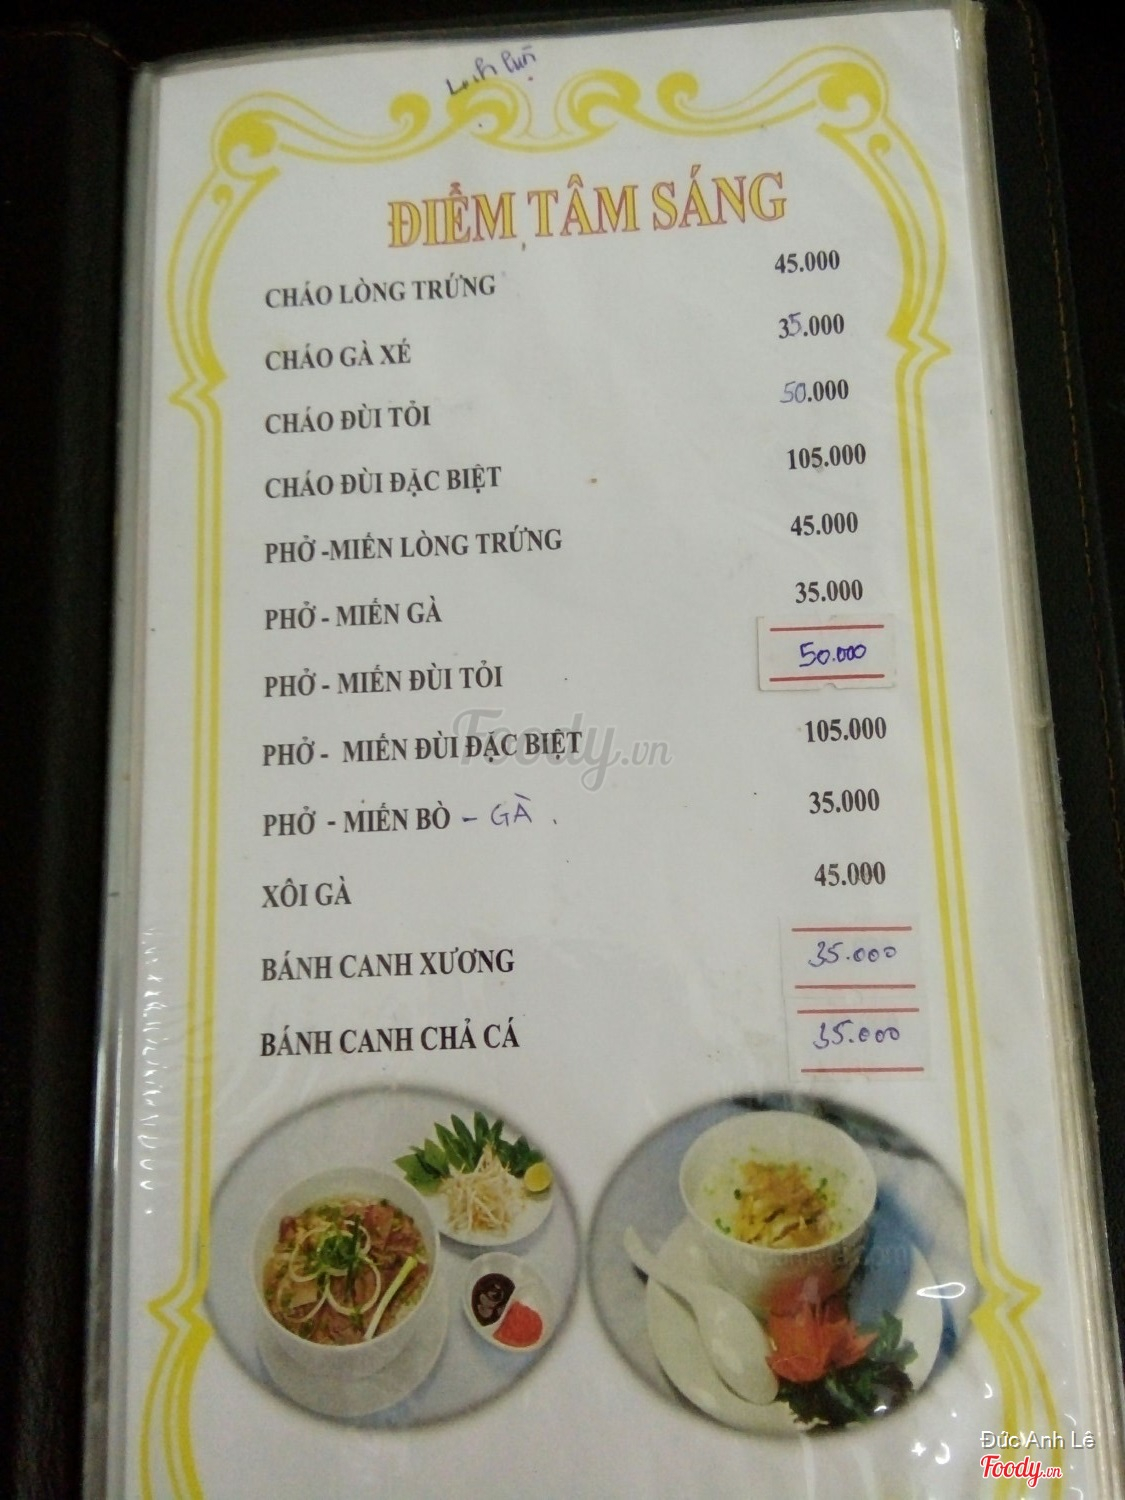 ĐIỂM TÂM SÁNG
CHÁO LÒNG TRỨNG 45.000
CHÁO GÀ XÉ 35.000
CHÁO ĐÙI TỎI 50.000
CHÁO ĐÙI ĐẶC BIỆT 105.000
PHỞ -MIẾN LÒNG TRỨNG 45.000
PHỞ - MIẾN GÀ 35.000
PHỞ - MIẾN ĐÙI TỎI 50.000
PHỞ - MIẾN ĐÙI ĐẶC BIỆT 105.000
Foody.vn
PHỞ - MIẾN BÒ - GÀ . 35.000
XÔI GÀ 45.000
BÁNH CANH XƯƠNG 35.000
BÁNH CANH CHẢ CÁ 35.000
Đức Anh Lê
Foody.vn